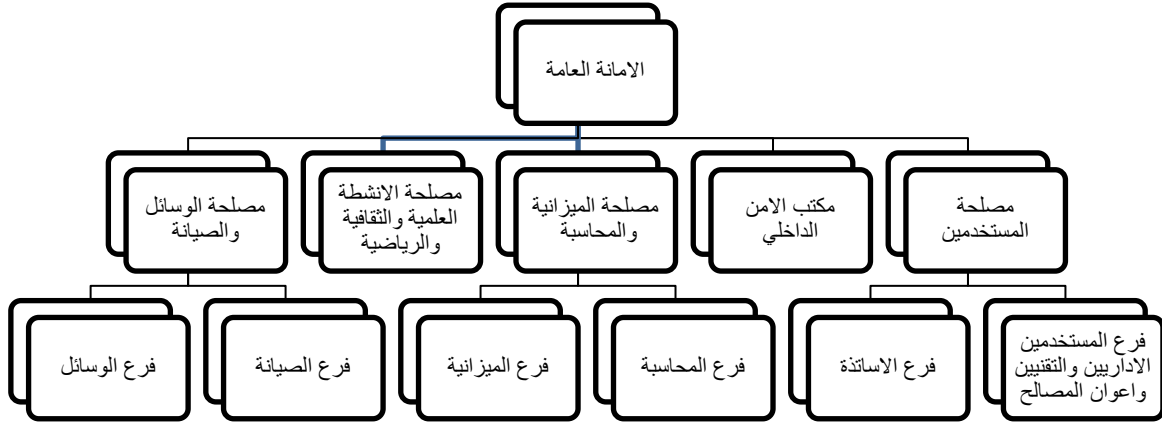 الامانة العامة
مصلحة
المستخدمين
مكتب الامن
الداخلي
مصلحة الميزانية
والمحاسبة
مصلحة الانشطة
العلمية والثقافية
والرياضية
مصلحة الوسائل
والصيانة
فرع المستخدمين
الاداريين والتقنيين
واعوان المصالح
فرع الاساتذة
فرع المحاسبة
فرع الميزانية
فرع الصيانة
فرع الوسائل